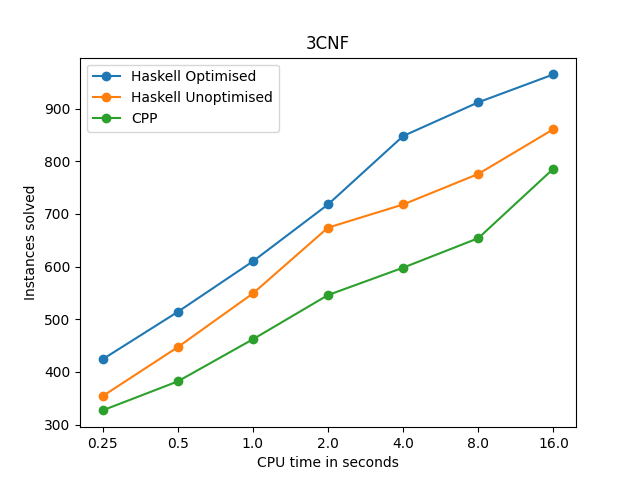 3CNF
Haskell Optimised
Haskell Unoptimised
CPP
Instances solved
900
800
700
600
500
400
300
0.25 0.5 1.0 2.0 4.0 8.0 16.0
CPU time in seconds